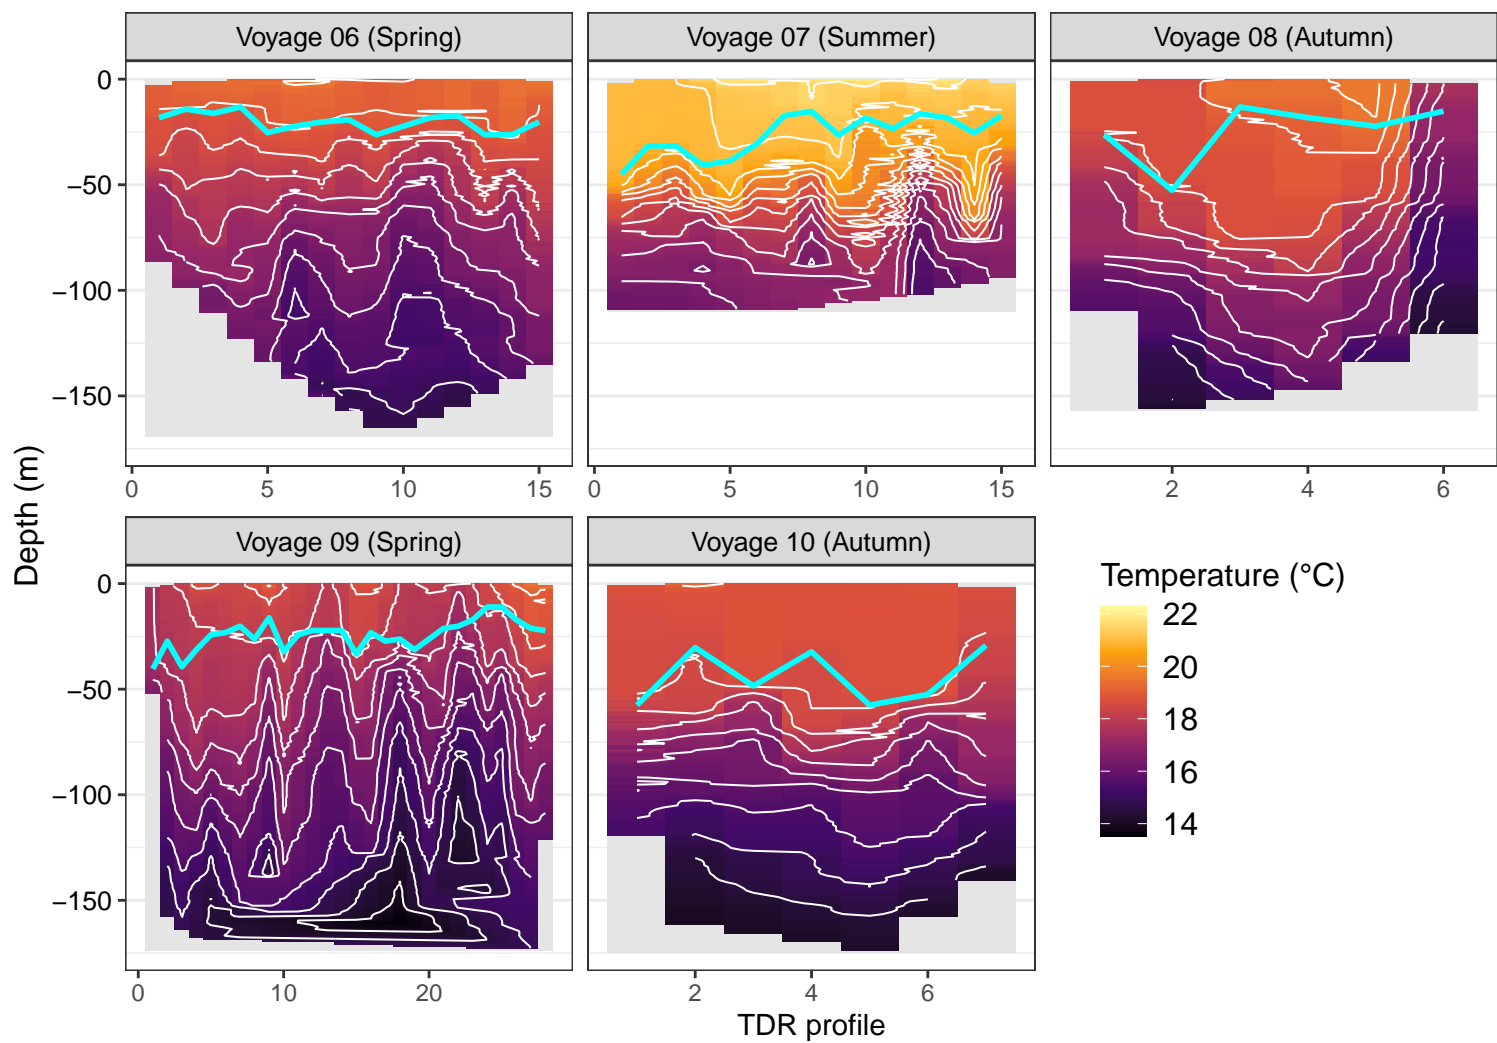 Voyage 06 (Spring)
Voyage 07 (Summer)
Voyage 08 (Autumn)
0
−50
−100
−150
0 5 10 15
0 5 10 15
2 4 6
Depth (m)
Voyage 09 (Spring)
Voyage 10 (Autumn)
0
−50
−100
−150
0 10 20
2 4 6
TDR profile
Temperature (°C)
22
20
18
16
14